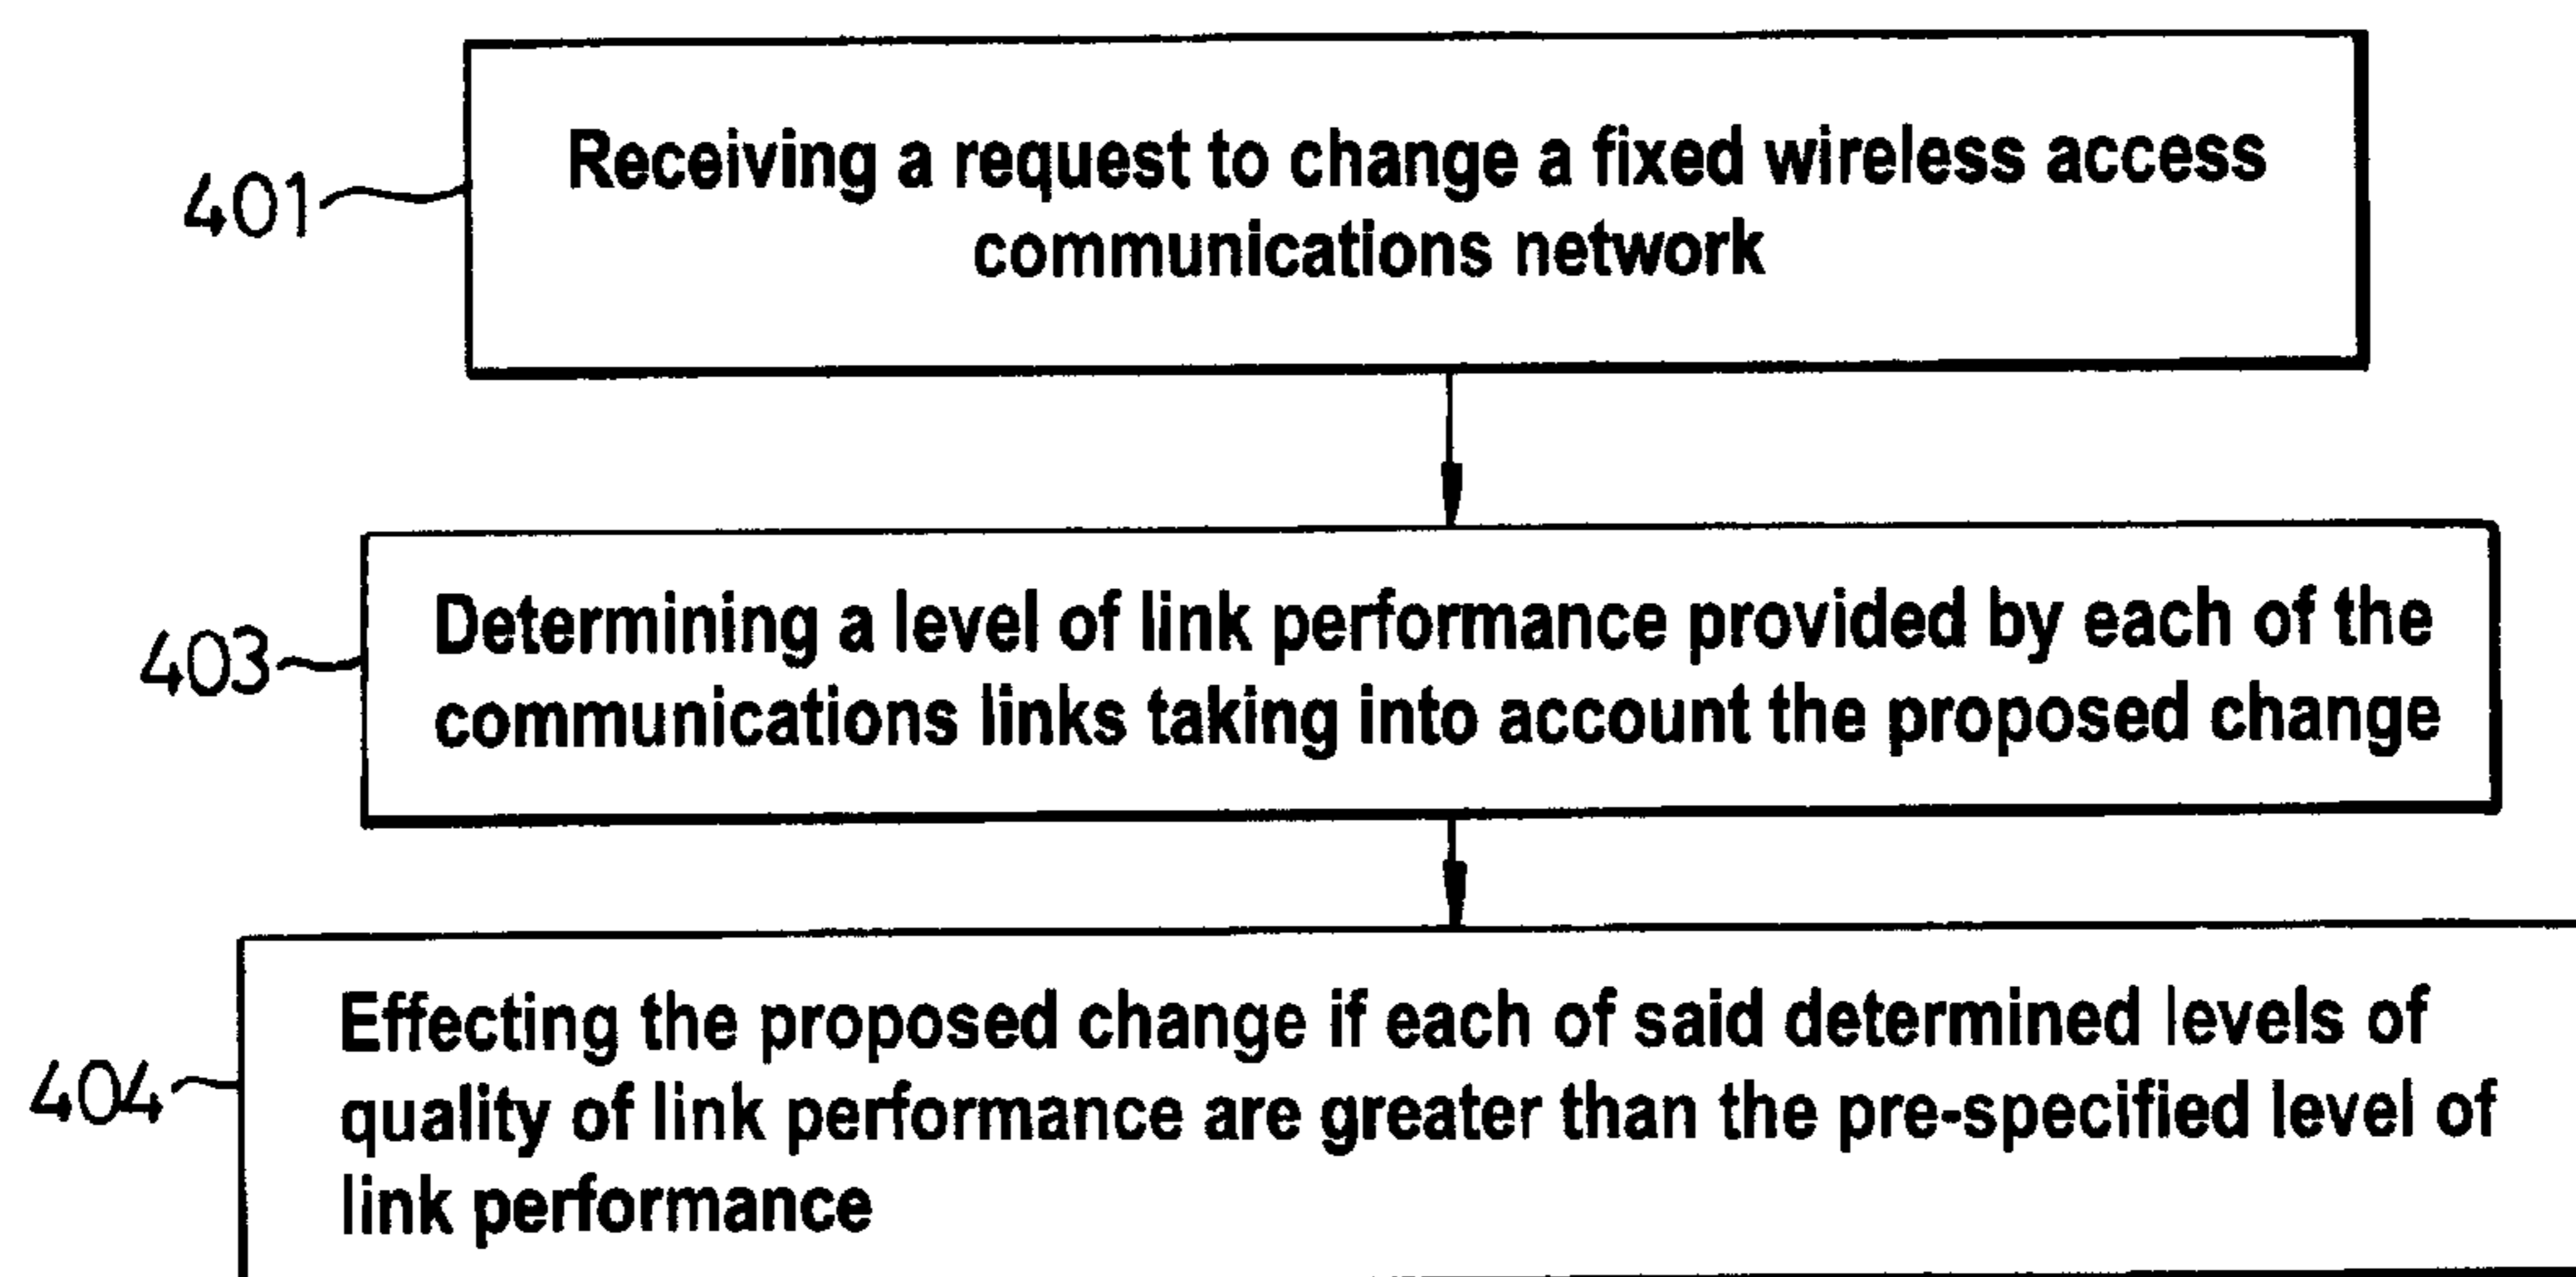 401
Receiving a request to change a fixed wireless access
communications network
403
Determining a level of link performance provided by each of the
communications links taking into account the proposed change
404
Effecting the proposed change if each of said determined levels of
quality of link performance are greater than the pre-specified level of
link performance